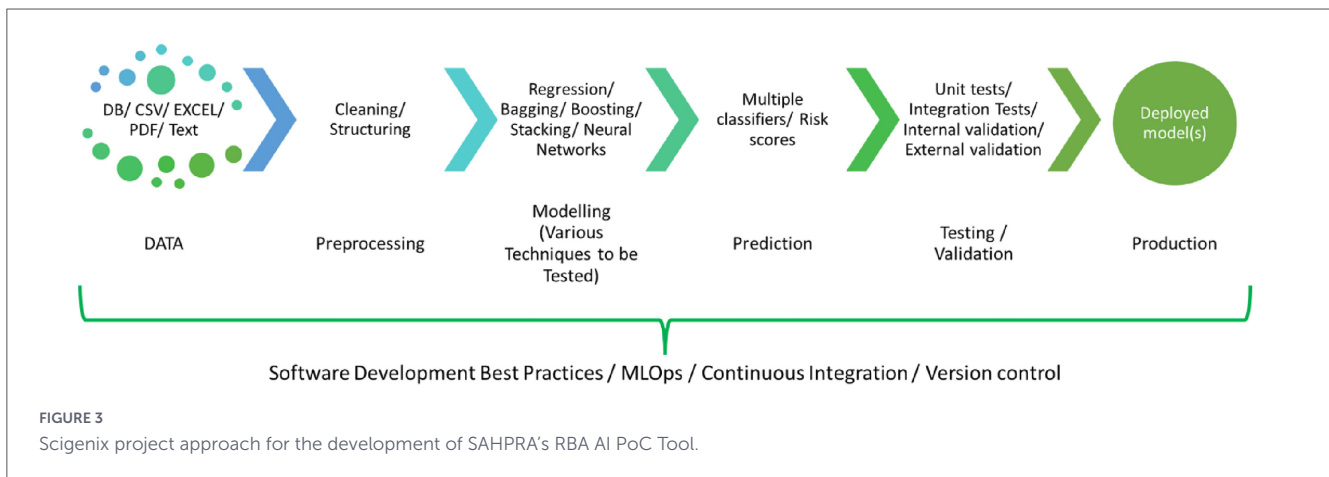 DB/ CSV/ EXCEL/
PDF/ Text
Cleaning/
Structuring
Regression/
Bagging/ Boosting/
Stacking/ Neural
Networks
Multiple
classifiers/ Risk
scores
Unit tests/
Integration Tests/
Internal validation/
External validation
Deployed
model(s)
DATA
Preprocessing
Modelling
(Various
Techniques to be
Tested)
Prediction
Testing /
Validation
Production
Software Development Best Practices / MLOps / Continuous Integration / Version control
FIGURE 3
Scigenix project approach for the development of SAHPRA's RBA AI PoC Tool.